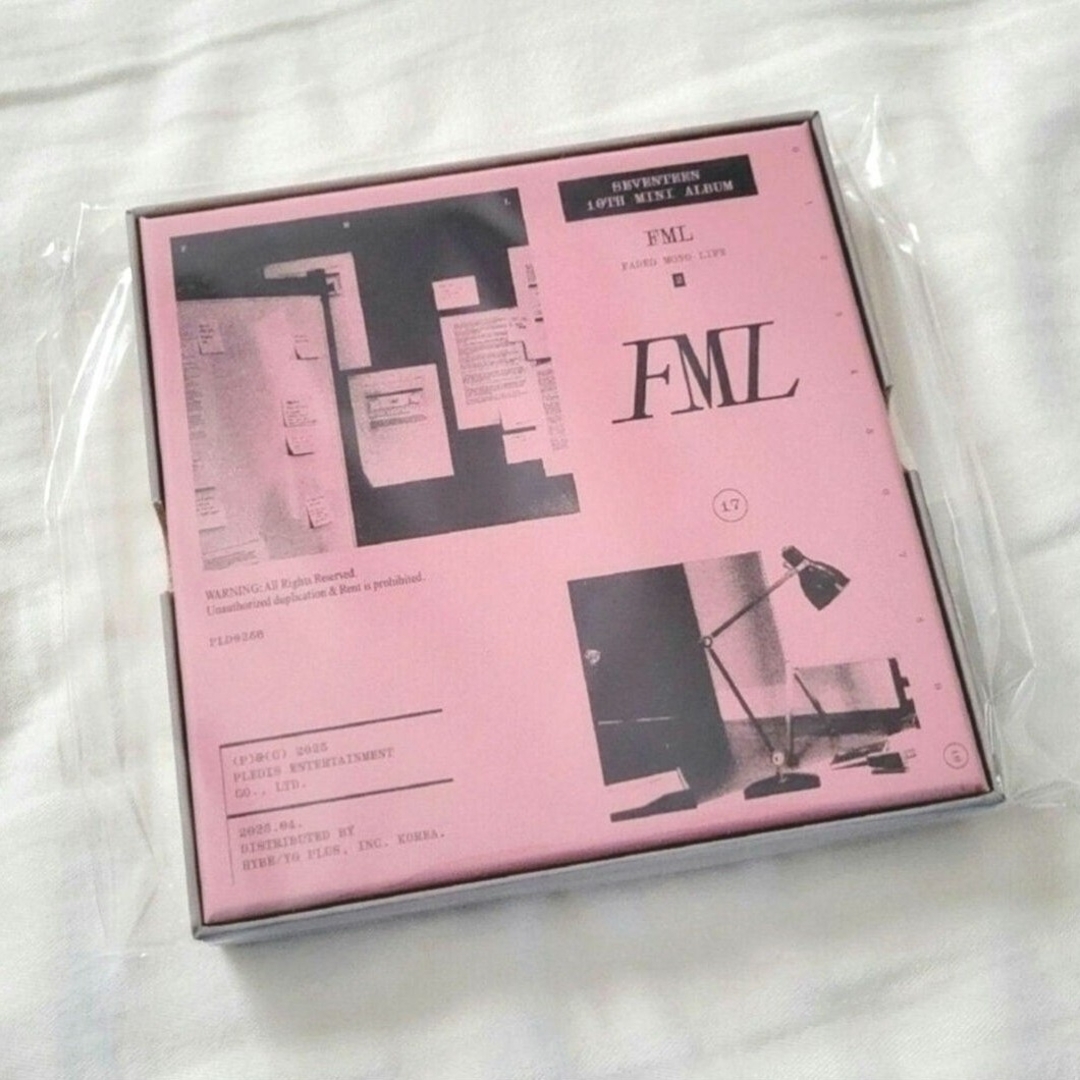 SEVENTEEN
10TH MINI ALBUM
FML
FADED MONO LIFE
FML
17
WARNING: All Rights Reserved.
Unauthorized duplication & Rent is prohibited.
(P)&(C) 2023
PLEDIS ENTERTAINMENT
CO., LTD.
2023.04.
DISTRIBUTED BY
HYBE/YG PLUS, INC. KOREA.